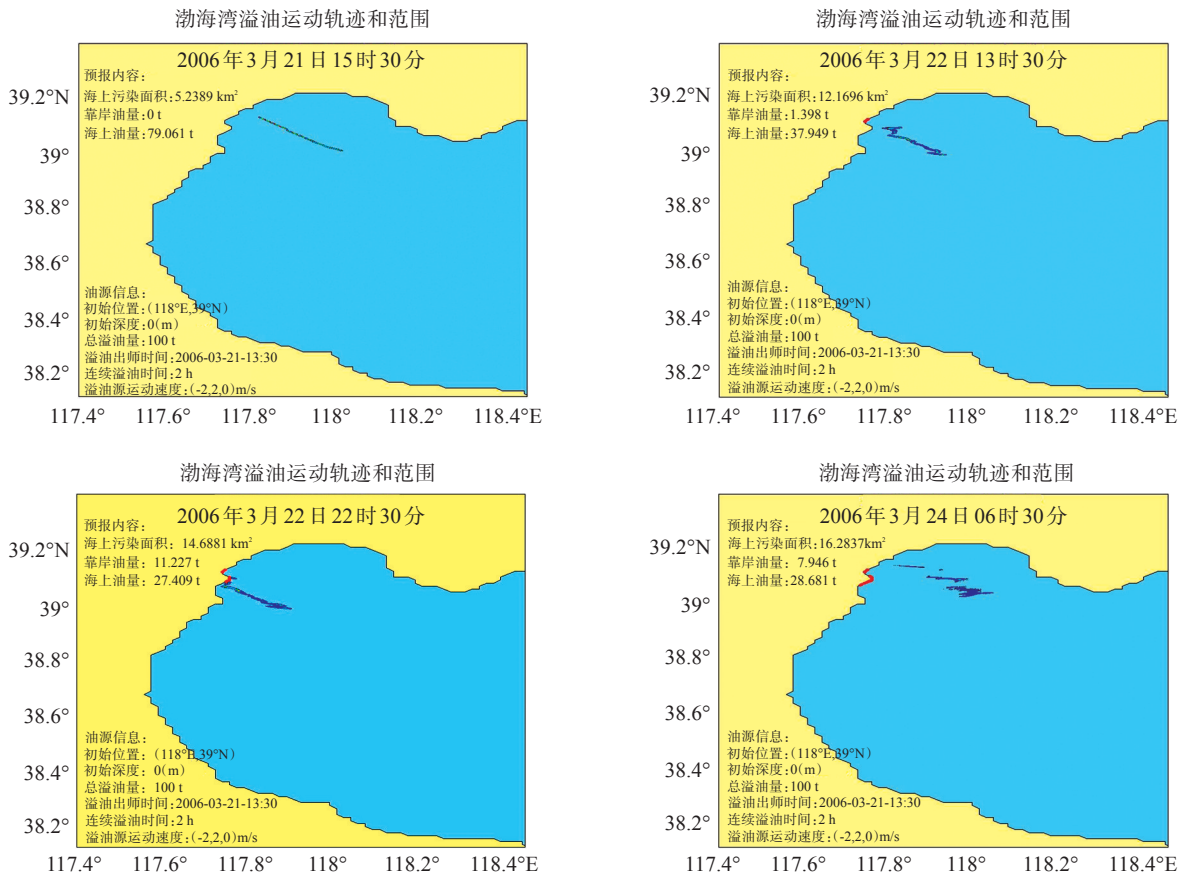 渤海湾溢油运动轨迹和范围
2006年3月21日15时30分
预报内容：
海上污染面积：5.2389 km²
靠岸油量：0 t
海上油量：79.061 t
39.2°N
39°
38.8°
38.6°
38.4°
38.2°
油源信息：
初始位置：(118°E,39°N)
初始深度：0(m)
总溢油量：100 t
溢油出师时间：2006-03-21-13:30
连续溢油时间：2 h
溢油源运动速度：(-2,2,0)m/s
117.4° 117.6° 117.8° 118° 118.2° 118.4°E
渤海湾溢油运动轨迹和范围
2006年3月22日13时30分
预报内容：
海上污染面积：12.1696 km²
靠岸油量：1.398 t
海上油量：37.949 t
39.2°N
39°
38.8°
38.6°
38.4°
38.2°
油源信息：
初始位置：(118°E,39°N)
初始深度：0(m)
总溢油量：100 t
溢油出师时间：2006-03-21-13:30
连续溢油时间：2 h
溢油源运动速度：(-2,2,0)m/s
117.4° 117.6° 117.8° 118° 118.2° 118.4°E
渤海湾溢油运动轨迹和范围
2006年3月22日22时30分
预报内容：
海上污染面积： 14.6881 km²
靠岸油量： 11.227 t
海上油量： 27.409 t
39.2°N
39°
38.8°
38.6°
38.4°
38.2°
油源信息：
初始位置： (118°E,39°N)
初始深度： 0(m)
总溢油量： 100 t
溢油出师时间：2006-03-21-13:30
连续溢油时间：2 h
溢油源运动速度：(-2,2,0)m/s
117.4° 117.6° 117.8° 118° 118.2° 118.4°E
渤海湾溢油运动轨迹和范围
2006年3月24日06时30分
预报内容：
海上污染面积：16.2837km²
靠岸油量： 7.946 t
海上油量：28.681 t
39.2°N
39°
38.8°
38.6°
38.4°
38.2°
油源信息：
初始位置：(118°E,39°N)
初始深度：0(m)
总溢油量：100 t
溢油出师时间：2006-03-21-13:30
连续溢油时间：2 h
溢油源运动速度：(-2,2,0)m/s
117.4° 117.6° 117.8° 118° 118.2° 118.4°E